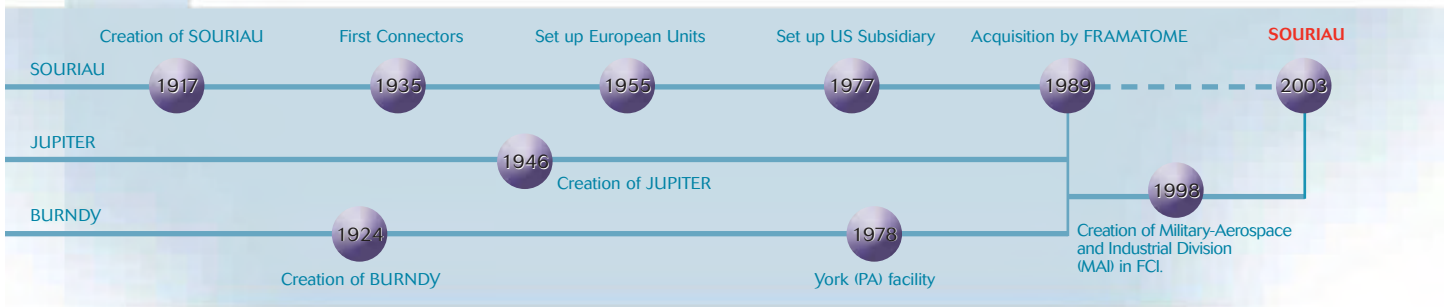 Creation of SOURIAU
First Connectors
Set up European Units
Set up US Subsidiary
Acquisition by FRAMATOME
SOURIAU
SOURIAU
1917
1935
1955
1977
1989
2003
JUPITER
1946
Creation of JUPITER
1998
Creation of Military-Aerospace
and Industrial Division
(MAI) in FCI.
BURNDY
1924
1978
Creation of BURNDY
York (PA) facility